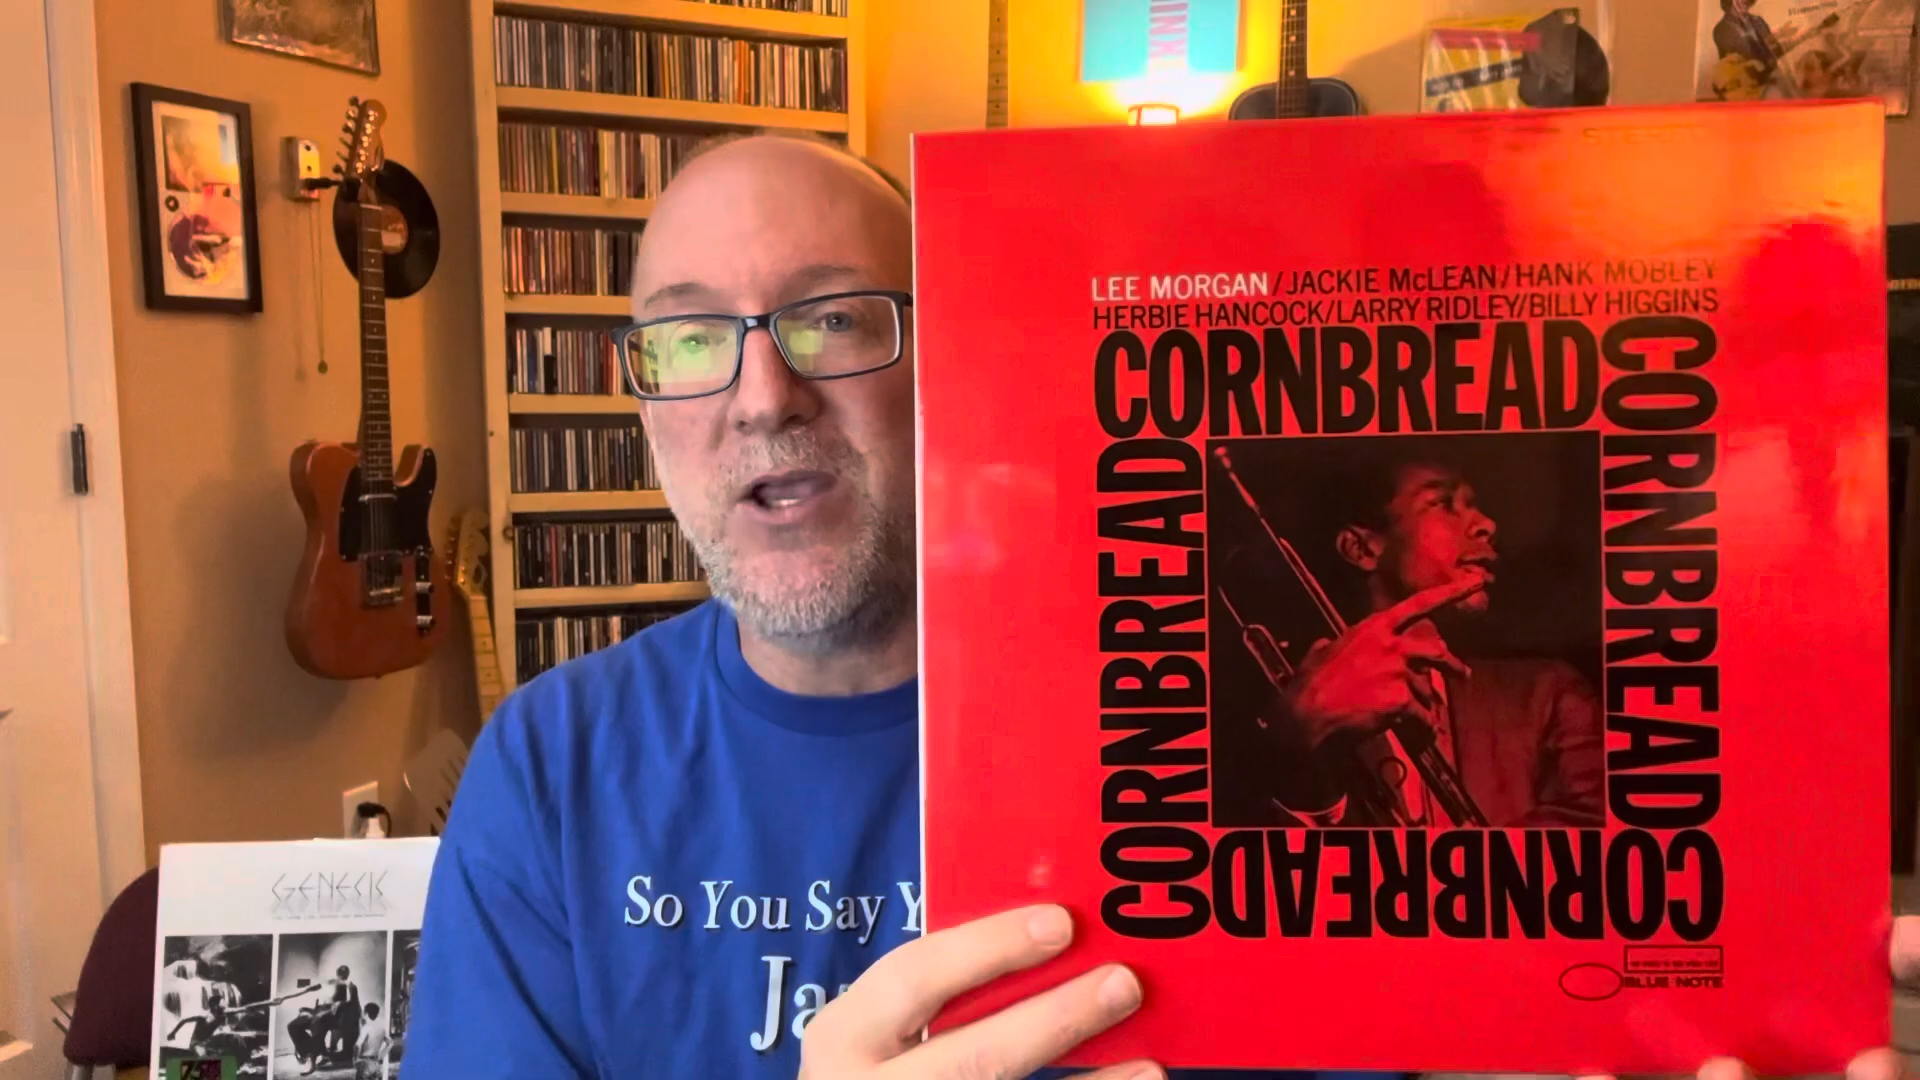 STEREO
LEE MORGAN/JACKIE McLEAN/HANK MOBLEY
HERBIE HANCOCK/LARRY RIDLEY/BILLY HIGGINS
CORNBREAD
CORNBREAD
CORNBREAD
CORNBREAD
BLUE NOTE
So You Say Y
Ja
GENESIS